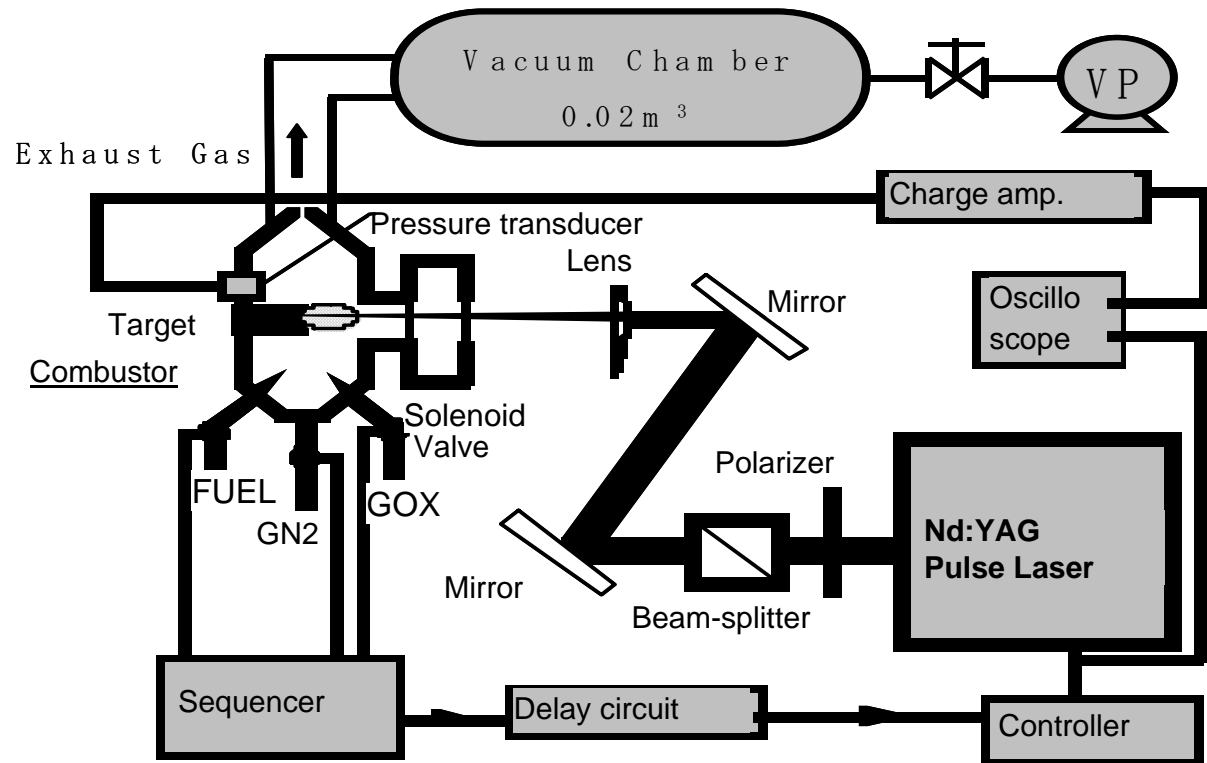 Vacuum Chamber
0.02m³
VP
Exhaust Gas
Charge amp.
Pressure transducer
Lens
Mirror
Oscillo
scope
Target
Combustor
Solenoid
Valve
Polarizer
FUEL
GOX
GN2
Nd:YAG
Pulse Laser
Mirror
Beam-splitter
Sequencer
Delay circuit
Controller